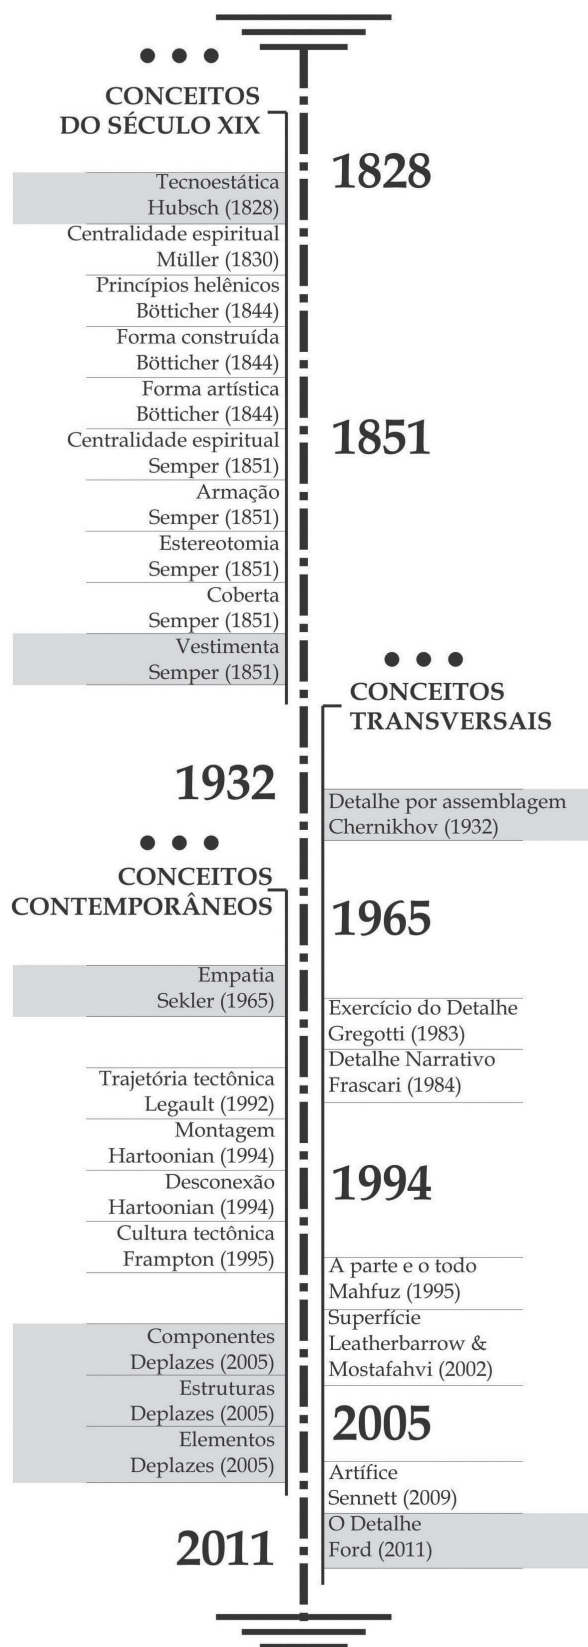 CONCEITOS
DO SÉCULO XIX
1828
Tecnoestática
Hubsch (1828)
Centralidade espiritual
Müller (1830)
Princípios helênicos
Bötticher (1844)
Forma construída
Bötticher (1844)
Forma artística
Bötticher (1844)
1851
Centralidade espiritual
Semper (1851)
Armação
Semper (1851)
Estereotomia
Semper (1851)
Coberta
Semper (1851)
Vestimenta
Semper (1851)
CONCEITOS
TRANSVERSAIS
1932
Detalhe por assemblagem
Chernikhov (1932)
CONCEITOS
CONTEMPORÂNEOS
1965
Empatia
Sekler (1965)
Exercício do Detalhe
Gregotti (1983)
Detalhe Narrativo
Frascari (1984)
Trajetória tectônica
Legault (1992)
Montagem
Hartoonian (1994)
Desconexão
Hartoonian (1994)
1994
Cultura tectônica
Frampton (1995)
A parte e o todo
Mahfuz (1995)
Superfície
Leatherbarrow &
Mostafahvi (2002)
Componentes
Deplazes (2005)
Estruturas
Deplazes (2005)
Elementos
Deplazes (2005)
2005
Artífice
Sennett (2009)
O Detalhe
Ford (2011)
2011